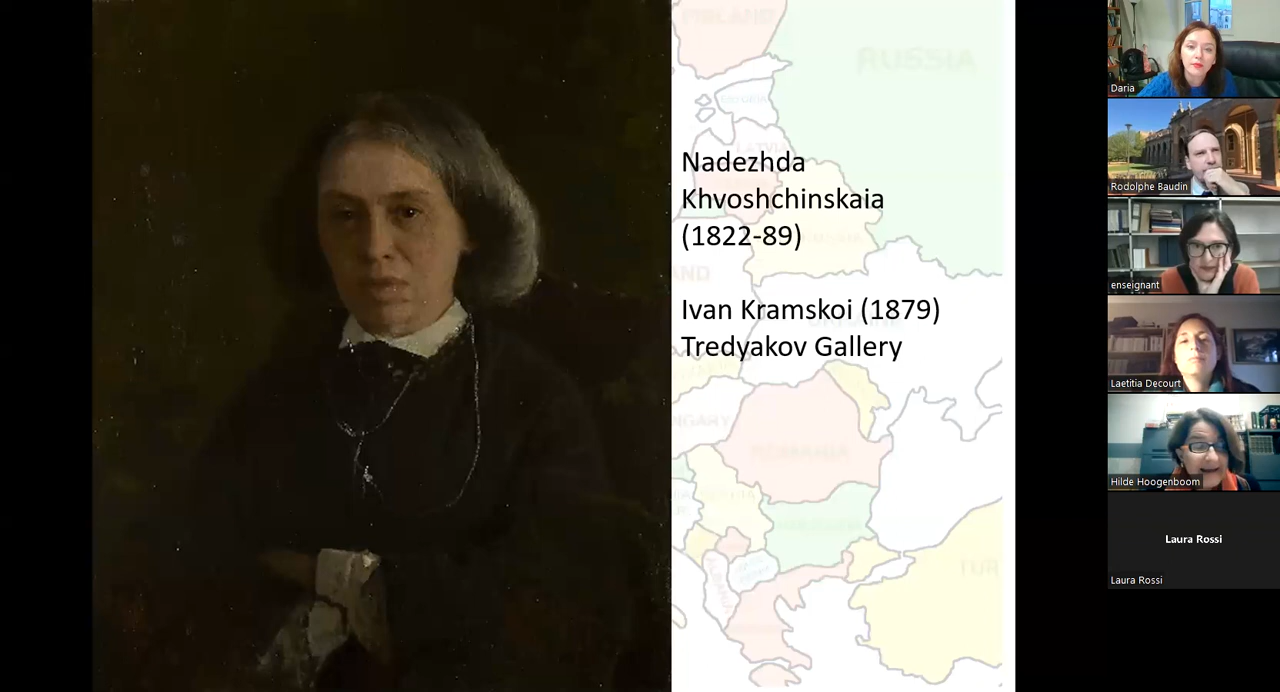 Nadezhda
Khvoshchinskaia
(1822-89)
Ivan Kramskoi (1879)
Tredyakov Gallery
RUSSIA
ROMANIA
Daria
Rodolphe Baudin
enseignant
Laetitia Decourt
Hilde Hoogenboom
Laura Rossi
Laura Rossi